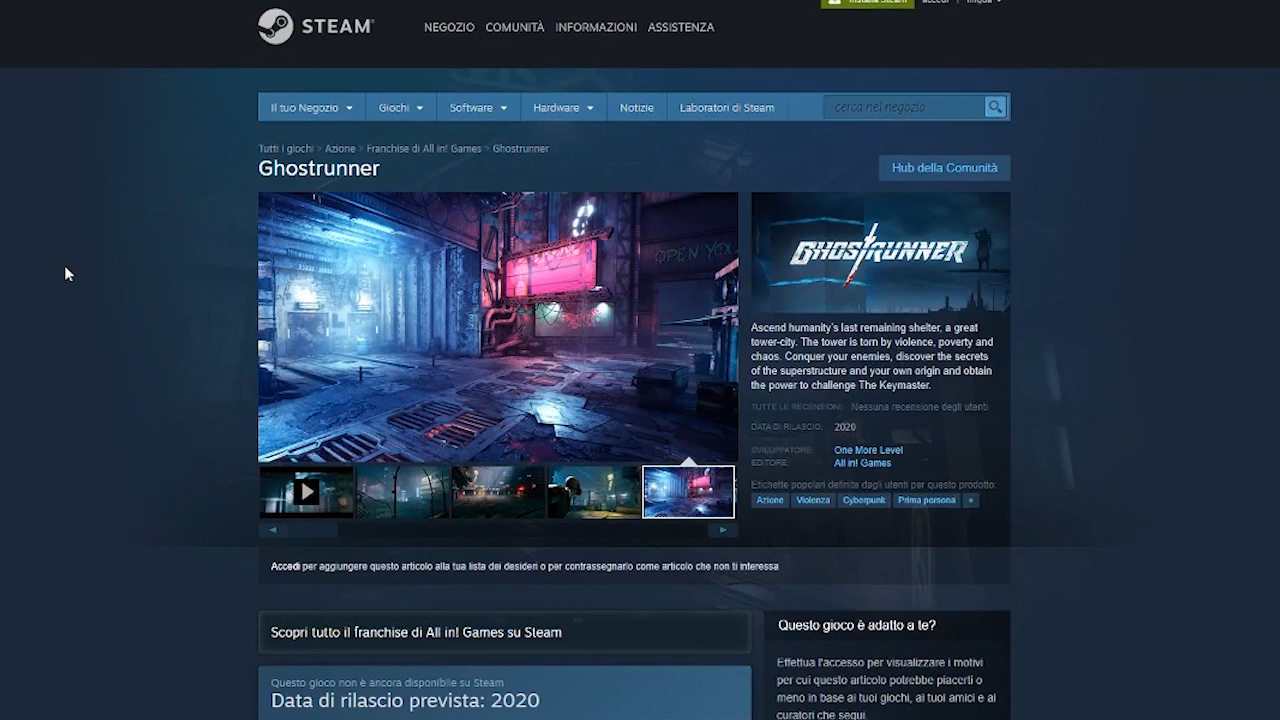 Installa Steam accedi | lingua
STEAM®
NEGOZIO COMUNITÀ INFORMAZIONI ASSISTENZA
Il tuo Negozio Giochi Software Hardware Notizie Laboratori di Steam cerca nel negozio
Tutti i giochi > Azione > Franchise di All in! Games > Ghostrunner
Ghostrunner
Hub della Comunità
OPEN YOU
GHOSTRUNNER
Ascend humanity's last remaining shelter, a great
tower-city. The tower is torn by violence, poverty and
chaos. Conquer your enemies, discover the secrets
of the superstructure and your own origin and obtain
the power to challenge The Keymaster.
TUTTE LE RECENSIONI: Nessuna recensione degli utenti
DATA DI RILASCIO: 2020
SVILUPPATORE: One More Level
EDITORE: All in! Games
Etichette popolari definite dagli utenti per questo prodotto:
Azione Violenza Cyberpunk Prima persona +
Accedi per aggiungere questo articolo alla tua lista dei desideri o per contrassegnarlo come articolo che non ti interessa
Scopri tutto il franchise di All in! Games su Steam
Questo gioco è adatto a te?
Effettua l'accesso per visualizzare i motivi
per cui questo articolo potrebbe piacerti o
meno in base ai tuoi giochi, ai tuoi amici e ai
curatori che segui.
Questo gioco non è ancora disponibile su Steam
Data di rilascio prevista: 2020